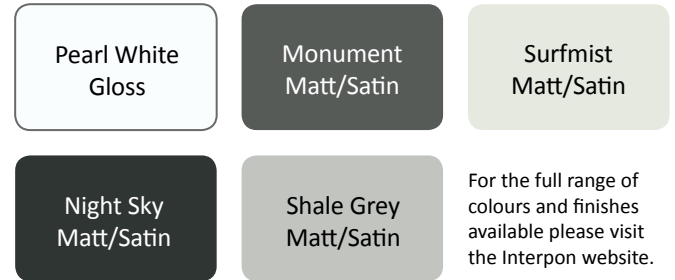 Pearl White
Gloss
Monument
Matt/Satin
Surfmist
Matt/Satin
Night Sky
Matt/Satin
Shale Grey
Matt/Satin
For the full range of
colours and finishes
available please visit
the Interpon website.